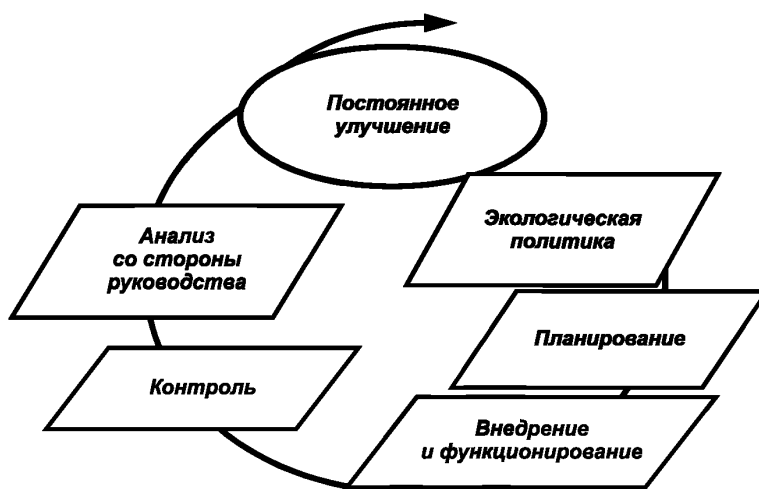 Постоянное
улучшение
Экологическая
политика
Планирование
Внедрение
и функционирование
Контроль
Анализ
со стороны
руководства